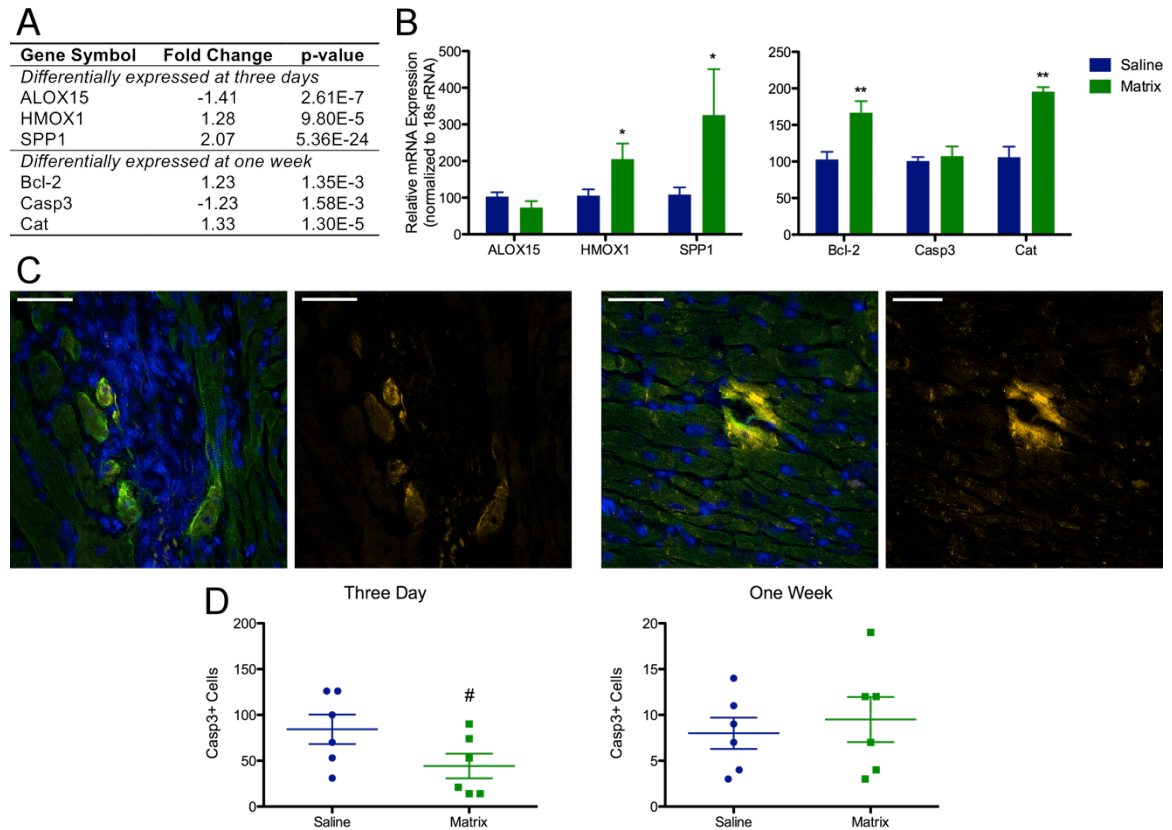 A
Gene Symbol Fold Change p-value
Differentially expressed at three days
ALOX15 -1.41 2.61E-7
HMOX1 1.28 9.80E-5
SPP1 2.07 5.36E-24
Differentially expressed at one week
Bcl-2 1.23 1.35E-3
Casp3 -1.23 1.58E-3
Cat 1.33 1.30E-5
B
Relative mRNA Expression
(normalized to 18s rRNA)
500
400
300
200
100
0
* *
ALOX15 HMOX1 SPP1
250
200
150
100
50
0
** **
Bcl-2 Casp3 Cat
Saline
Matrix
C
D
Three Day
Casp3+ Cells
200
150
100
50
0
#
Saline Matrix
One Week
Casp3+ Cells
20
15
10
5
0
Saline Matrix